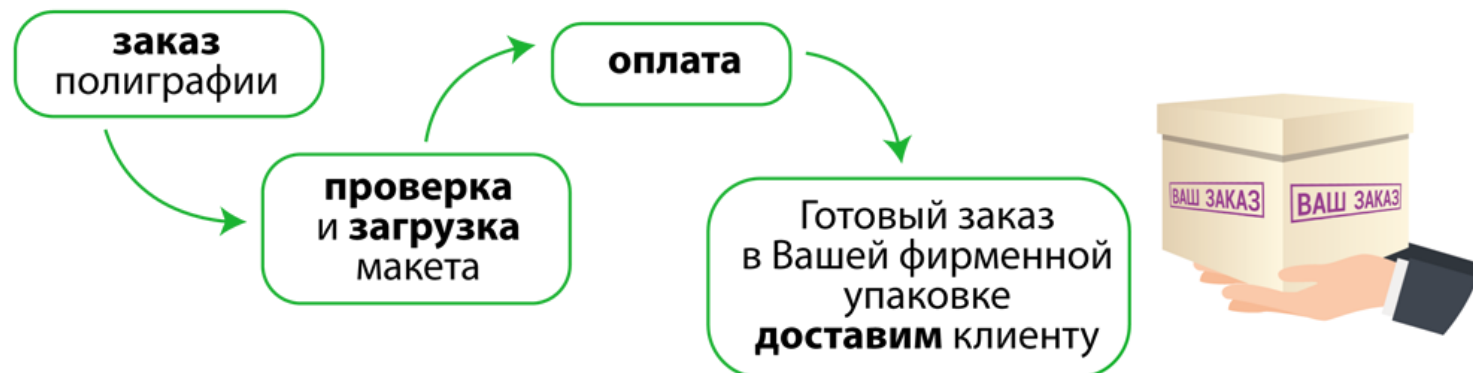 заказ
полиграфии
проверка
и загрузка
макета
оплата
Готовый заказ
в Вашей фирменной
упаковке
доставим клиенту
ВАШ ЗАКАЗ
ВАШ ЗАКАЗ